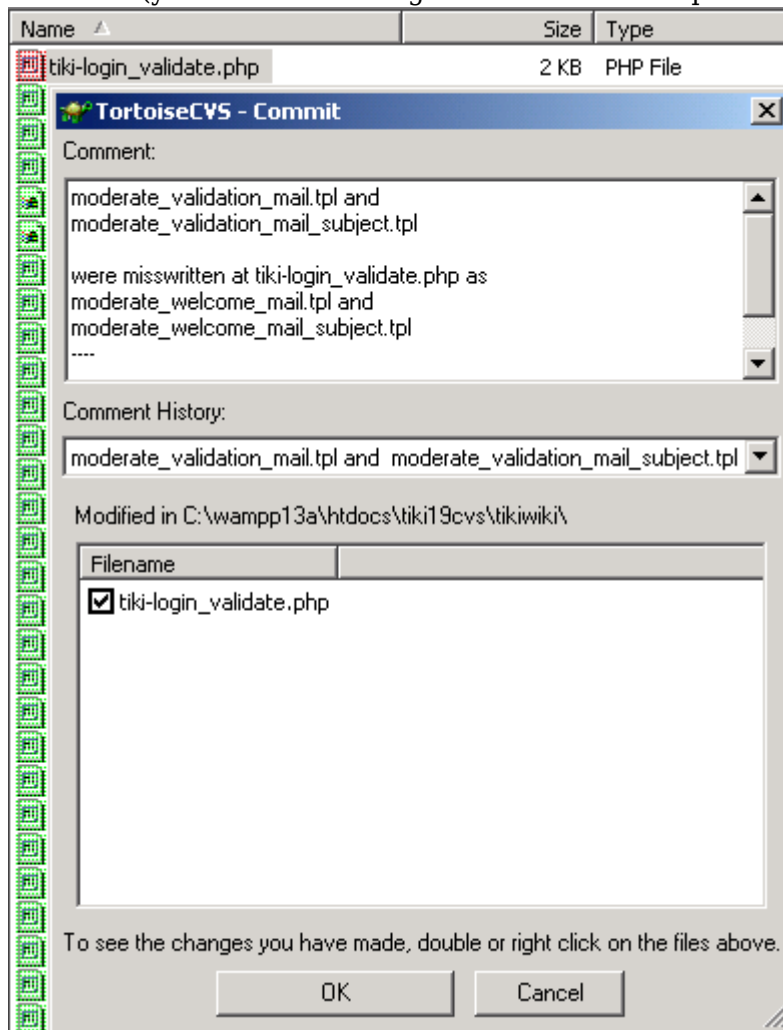 Name Size Type
tiki-login_validate.php 2 KB PHP File
TortoiseCVS - Commit
Comment:
moderate_validation_mail.tpl and
moderate_validation_mail_subject.tpl
were misswritten at tiki-login_validate.php as
moderate_welcome_mail.tpl and
moderate_welcome_mail_subject.tpl
----
Comment History:
moderate_validation_mail.tpl and moderate_validation_mail_subject.tpl
Modified in C:\wampp13a\htdocs\tiki19cvs\tikiwiki\
Filename
tiki-login_validate.php
To see the changes you have made, double or right click on the files above.
OK Cancel